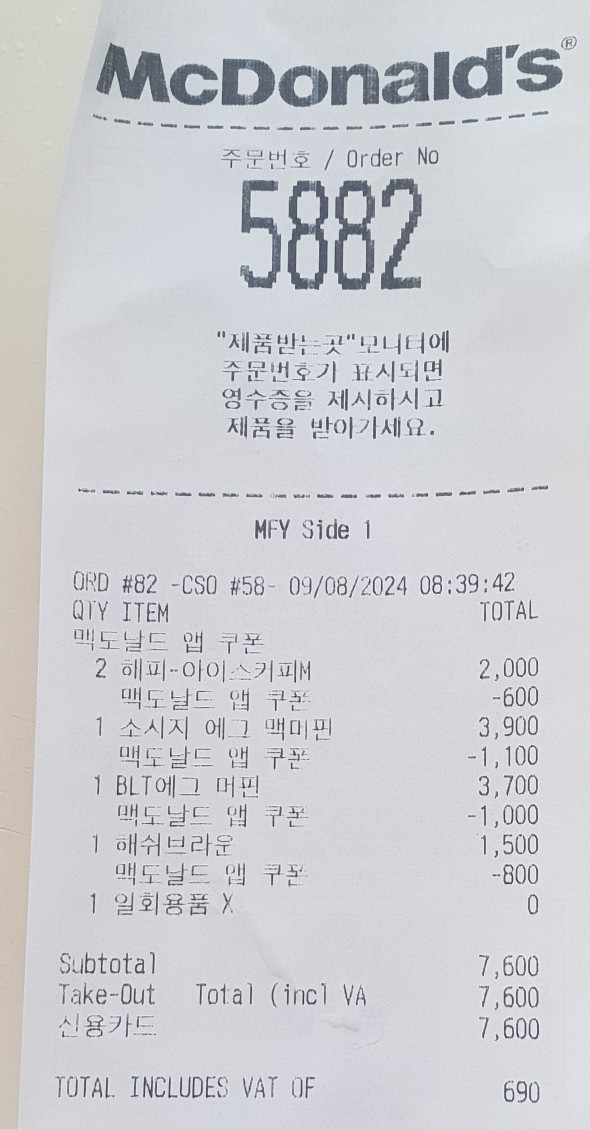 McDonald's®
주문번호 / Order No
5882
"제품받는곳"모니터에
주문번호가 표시되면
영수증을 제시하시고
제품을 받아가세요.
MFY Side 1
ORD #82 -CSO #58- 09/08/2024 08:39:42
QTY ITEM TOTAL
맥도날드 앱 쿠폰
2 해피-아이스커피M 2,000
맥도날드 앱 쿠폰 -600
1 소시지 에그 맥머핀 3,900
맥도날드 앱 쿠폰 -1,100
1 BLT에그 머핀 3,700
맥도날드 앱 쿠폰 -1,000
1 해쉬브라운 1,500
맥도날드 앱 쿠폰 -800
1 일회용품 X 0
Subtotal 7,600
Take-Out Total (incl VA 7,600
신용카드 7,600
TOTAL INCLUDES VAT OF 690